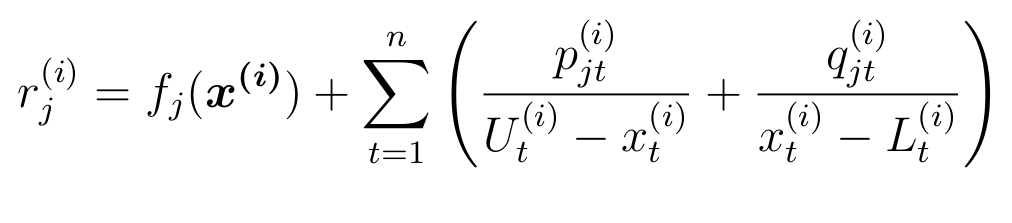 r_j^{(i)} = f_j(\boldsymbol{x^{(i)}}) + \sum_{t=1}^{n} \left( \frac{p_{jt}^{(i)}}{U_t^{(i)} - x_t^{(i)}} + \frac{q_{jt}^{(i)}}{x_t^{(i)} - L_t^{(i)}} \right)